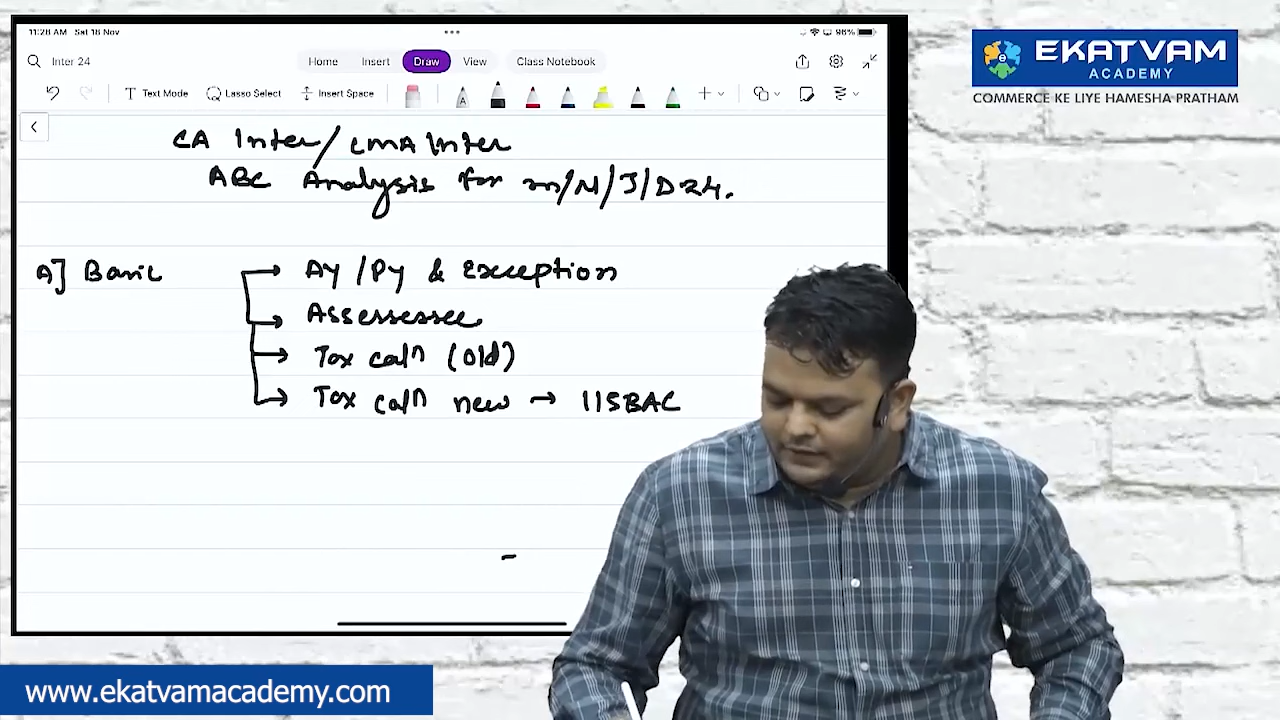 11:28 AM Sat 18 Nov
96%
Inter 24
Home Insert Draw View Class Notebook
Text Mode Lasso Select Insert Space
CA Inter/CMA Inter
ABC Analysis for m/N/J/D24.
A] Basic
AY/PY & Exception
Assessessee
Tax calⁿ (old)
Tax calⁿ new → 115BAC
EKATVAM
ACADEMY
COMMERCE KE LIYE HAMESHA PRATHAM
www.ekatvamacademy.com